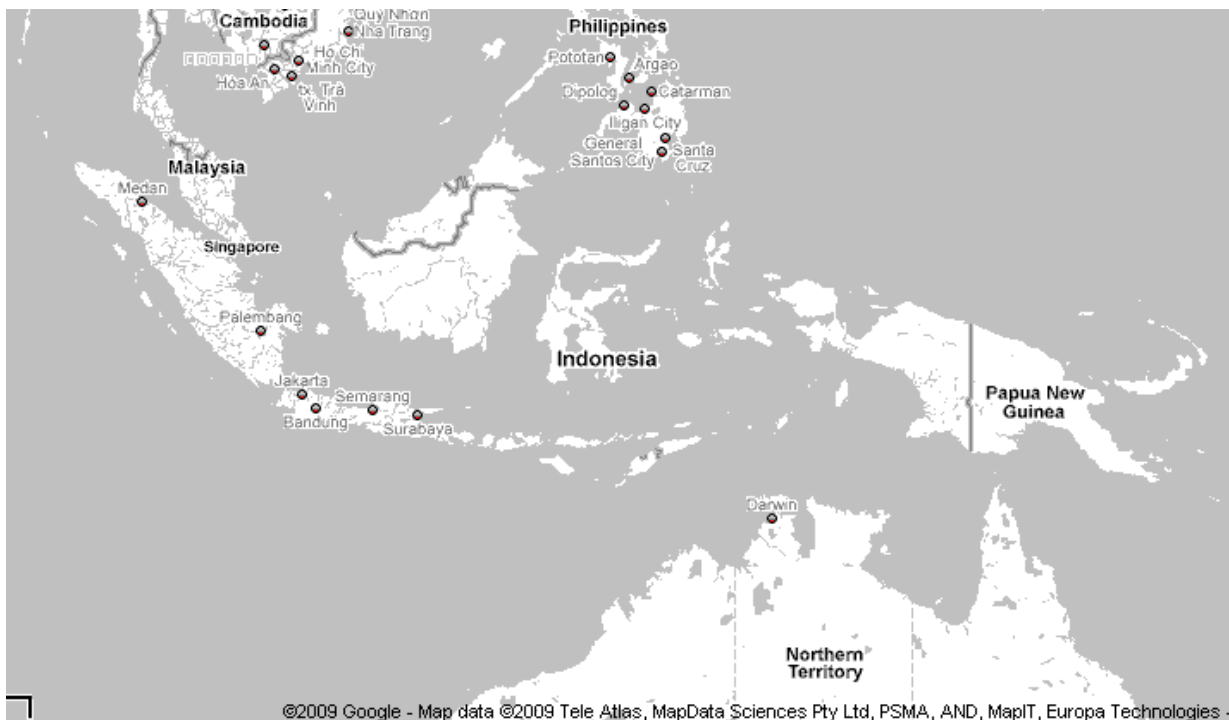 Cambodia
Quy Nhon
Nha Trang
Ho Chi
Minh City
Hòa An
tx. Trà
Vinh
Philippines
Pototan
Argao
Dipolog
Catarman
Iligan City
General
Santos City
Santa
Cruz
Malaysia
Medan
Singapore
Palembang
Indonesia
Jakarta
Semarang
Bandung
Surabaya
Papua New
Guinea
Darwin
Northern
Territory
©2009 Google - Map data ©2009 Tele Atlas, MapData Sciences Pty Ltd, PSMA, AND, MapIT, Europa Technologies